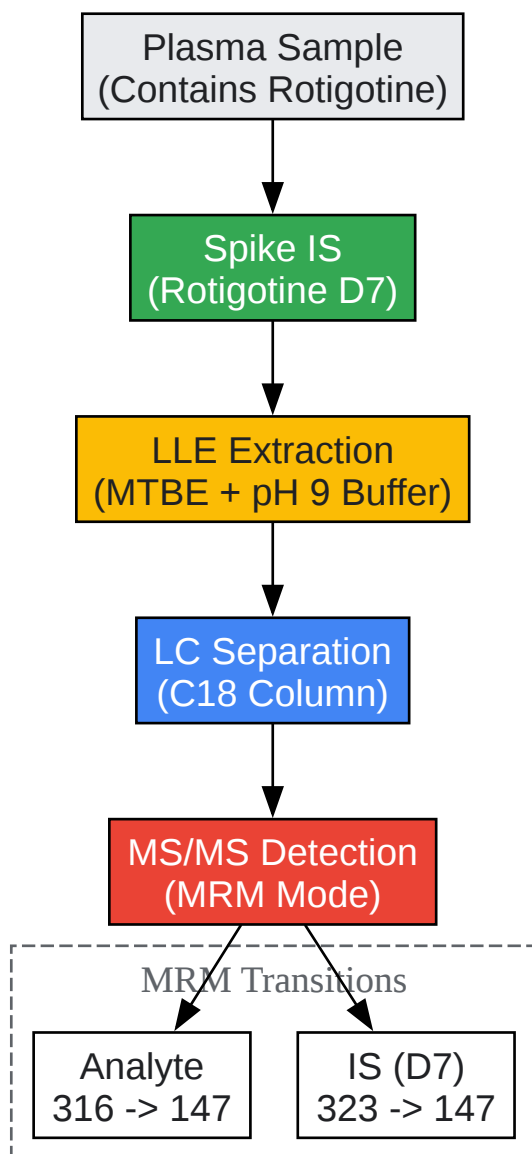 Plasma Sample
(Contains Rotigotine)
Spike IS
(Rotigotine D7)
LLE Extraction
(MTBE + pH 9 Buffer)
LC Separation
(C18 Column)
MS/MS Detection
(MRM Mode)
MRM Transitions
Analyte
316 -> 147
IS (D7)
323 -> 147